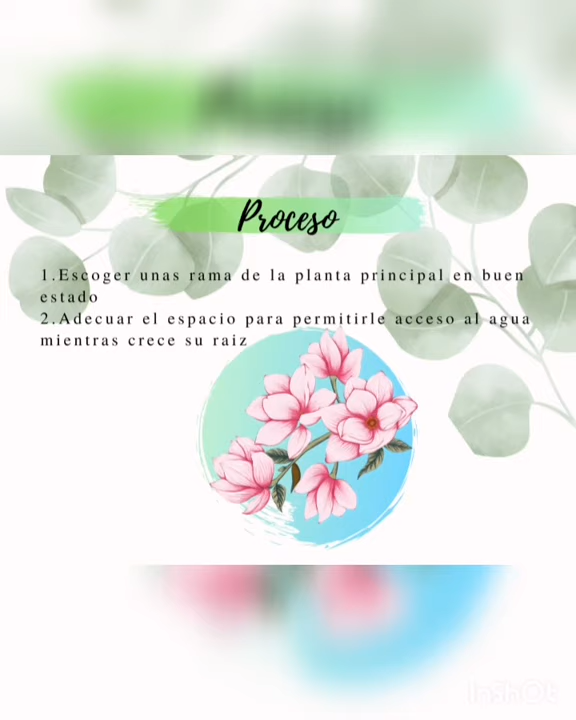 Proceso
1.Escoger unas rama de la planta principal en buen
estado
2.Adecuar el espacio para permitirle acceso al agua
mientras crece su raiz
InShOt